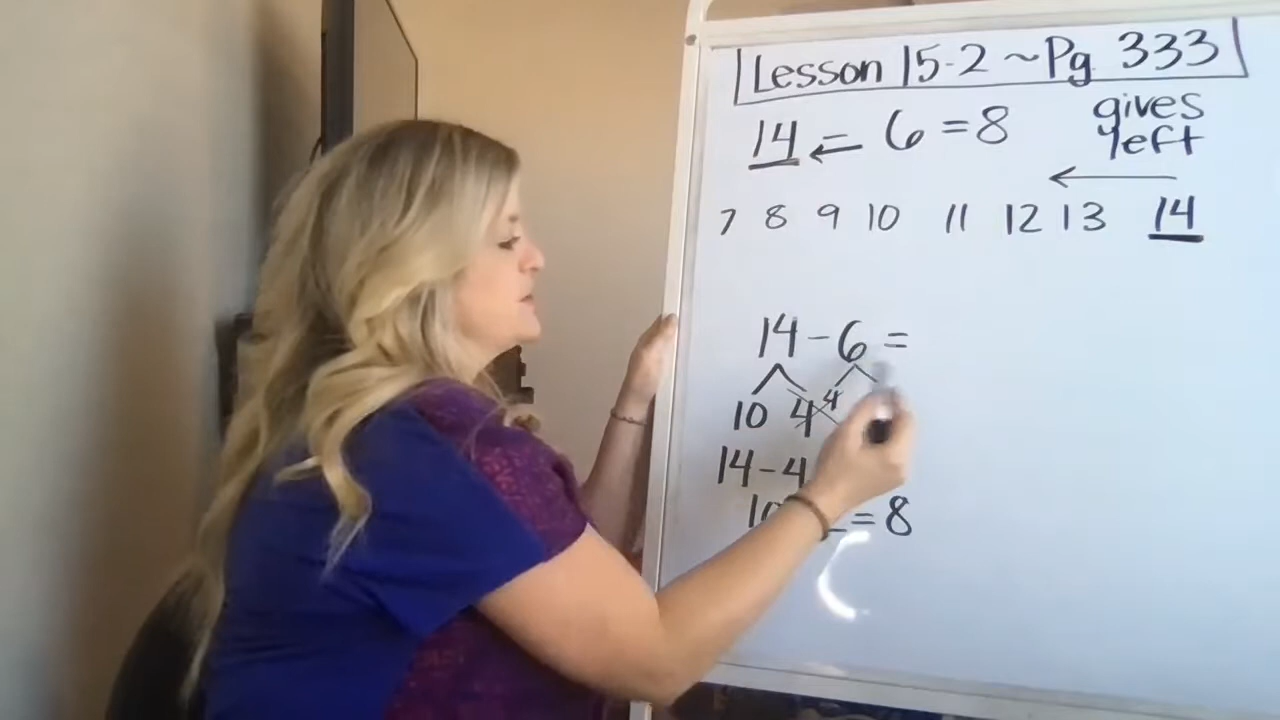 Lesson 15-2 ~ Pg 333
14 - 6 = 8
gives
left
7 8 9 10 11 12 13 14
14 - 6 =
10 4 4
14 - 4
= 8